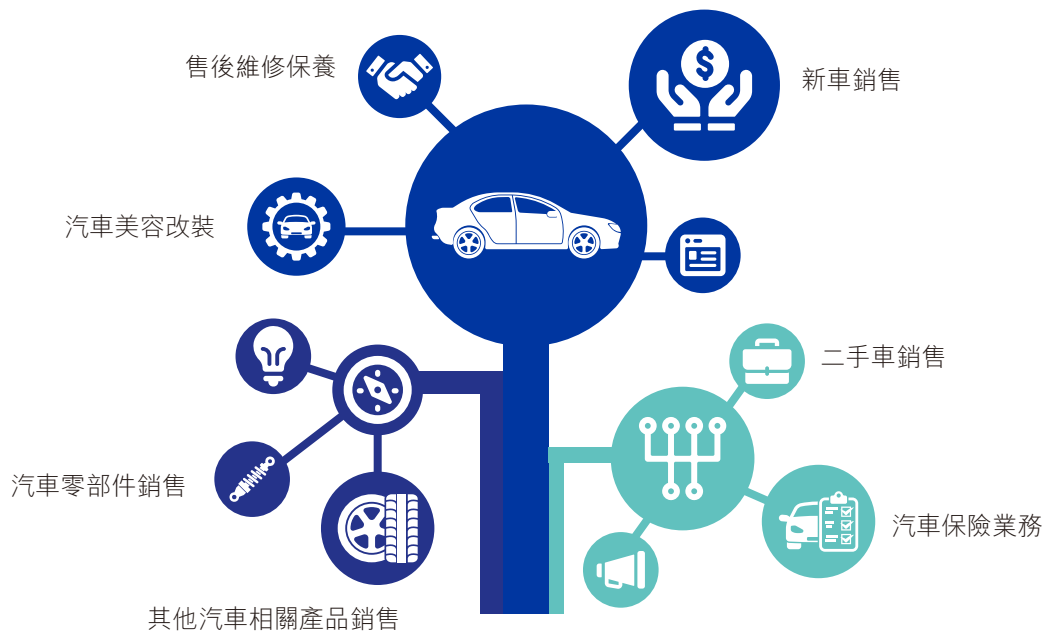 售後維修保養
新車銷售
汽車美容改裝
二手車銷售
汽車零部件銷售
汽車保險業務
其他汽車相關產品銷售